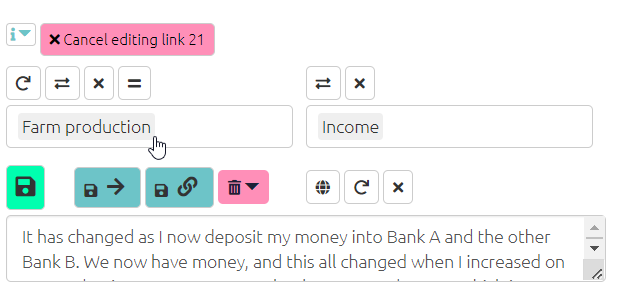 Cancel editing link 21
Farm production
Income
It has changed as I now deposit my money into Bank A and the other
Bank B. We now have money, and this all changed when I increased on